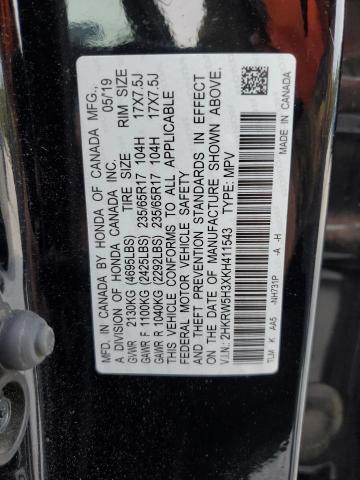 MFD. IN CANADA BY HONDA OF CANADA MFG.,
A DIVISION OF HONDA CANADA INC. 05/19
TIRE SIZE RIM SIZE
GVWR 2130KG (4695LBS)
GAWR F 1100KG (2425LBS) 235/65R17 104H 17X7.5J
GAWR R 1040KG (2292LBS) 235/65R17 104H 17X7.5J
THIS VEHICLE CONFORMS TO ALL APPLICABLE
FEDERAL MOTOR VEHICLE SAFETY
AND THEFT PREVENTION STANDARDS IN EFFECT
ON THE DATE OF MANUFACTURE SHOWN ABOVE.
V.I.N.: 2HKRW5H3XKH411543 TYPE: MPV
TLM K AA5 -NH731P -A -H
MADE IN CANADA